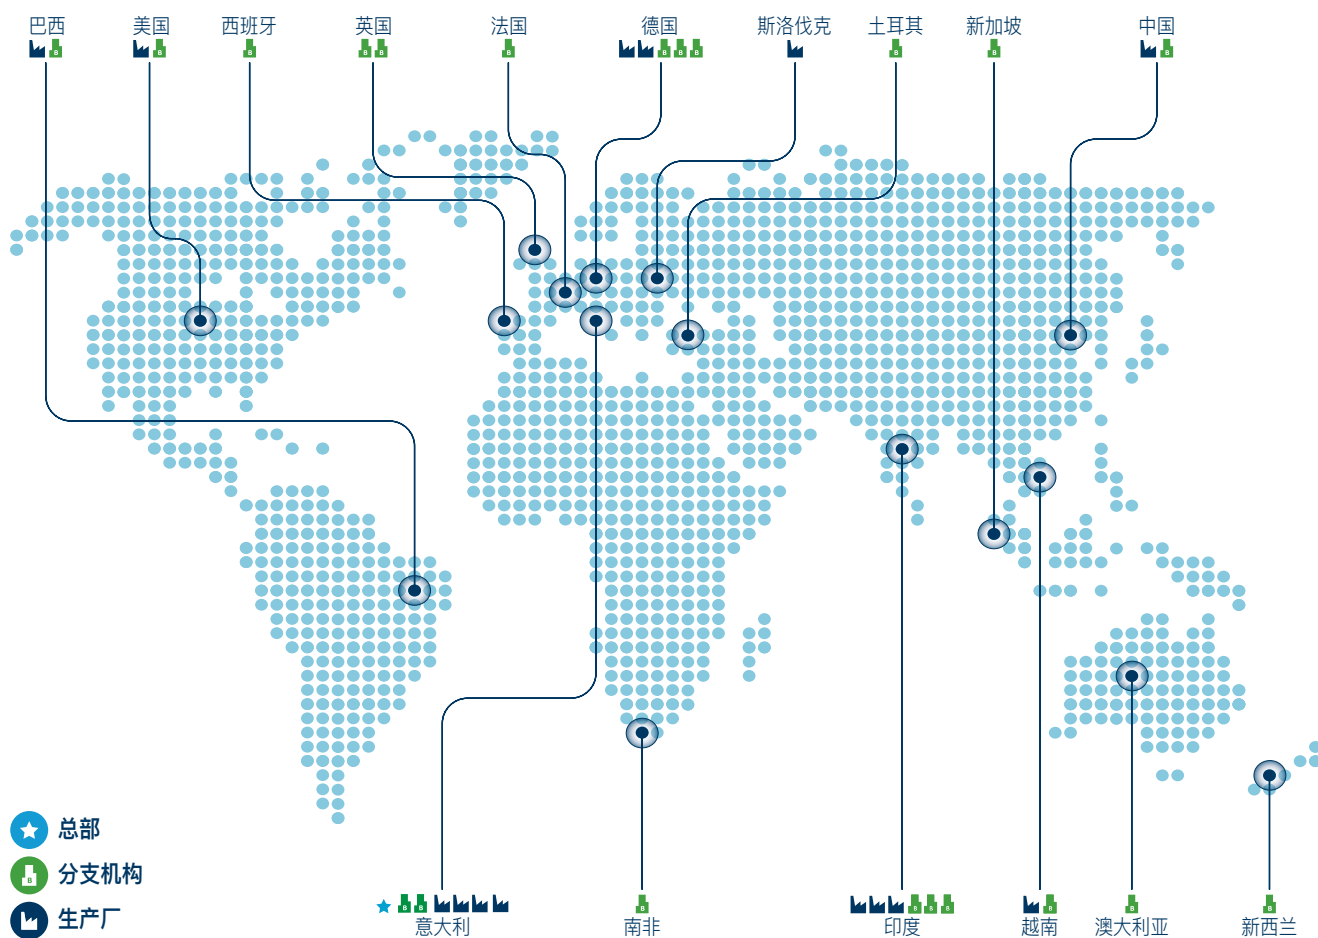 巴西
美国
西班牙
英国
法国
德国
斯洛伐克
土耳其
新加坡
中国
总部
分支机构
生产厂
意大利
南非
印度
越南
澳大利亚
新西兰